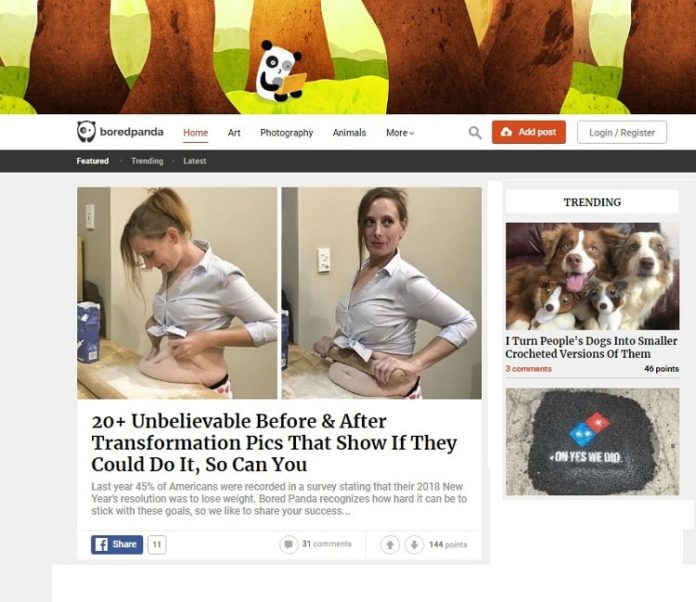 boredpanda
Home Art Photography Animals More
Add post
Login / Register
Featured · Trending · Latest
20+ Unbelievable Before & After
Transformation Pics That Show If They
Could Do It, So Can You
Last year 45% of Americans were recorded in a survey stating that their 2018 New
Year's resolution was to lose weight. Bored Panda recognizes how hard it can be to
stick with these goals, so we like to share your success...
f Share 11
31 comments
144 points
TRENDING
I Turn People's Dogs Into Smaller
Crocheted Versions Of Them
3 comments 46 points
YES WE DID.